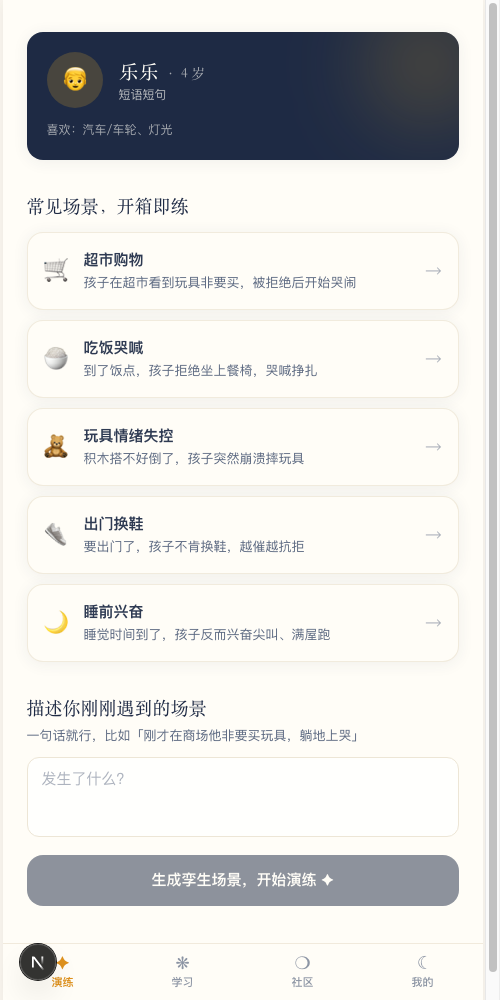 乐乐 · 4 岁
短语短句
喜欢：汽车/车轮、灯光
常见场景，开箱即练
超市购物
孩子在超市看到玩具非要买，被拒绝后开始哭闹
吃饭哭喊
到了饭点，孩子拒绝坐上餐椅，哭喊挣扎
玩具情绪失控
积木搭不好倒了，孩子突然崩溃摔玩具
出门换鞋
要出门了，孩子不肯换鞋，越催越抗拒
睡前兴奋
睡觉时间到了，孩子反而兴奋尖叫、满屋跑
描述你刚刚遇到的场景
一句话就行，比如「刚才在商场他非要买玩具，躺地上哭」
发生了什么？
生成孪生场景，开始演练 ✦
N
演练
学习
社区
我的